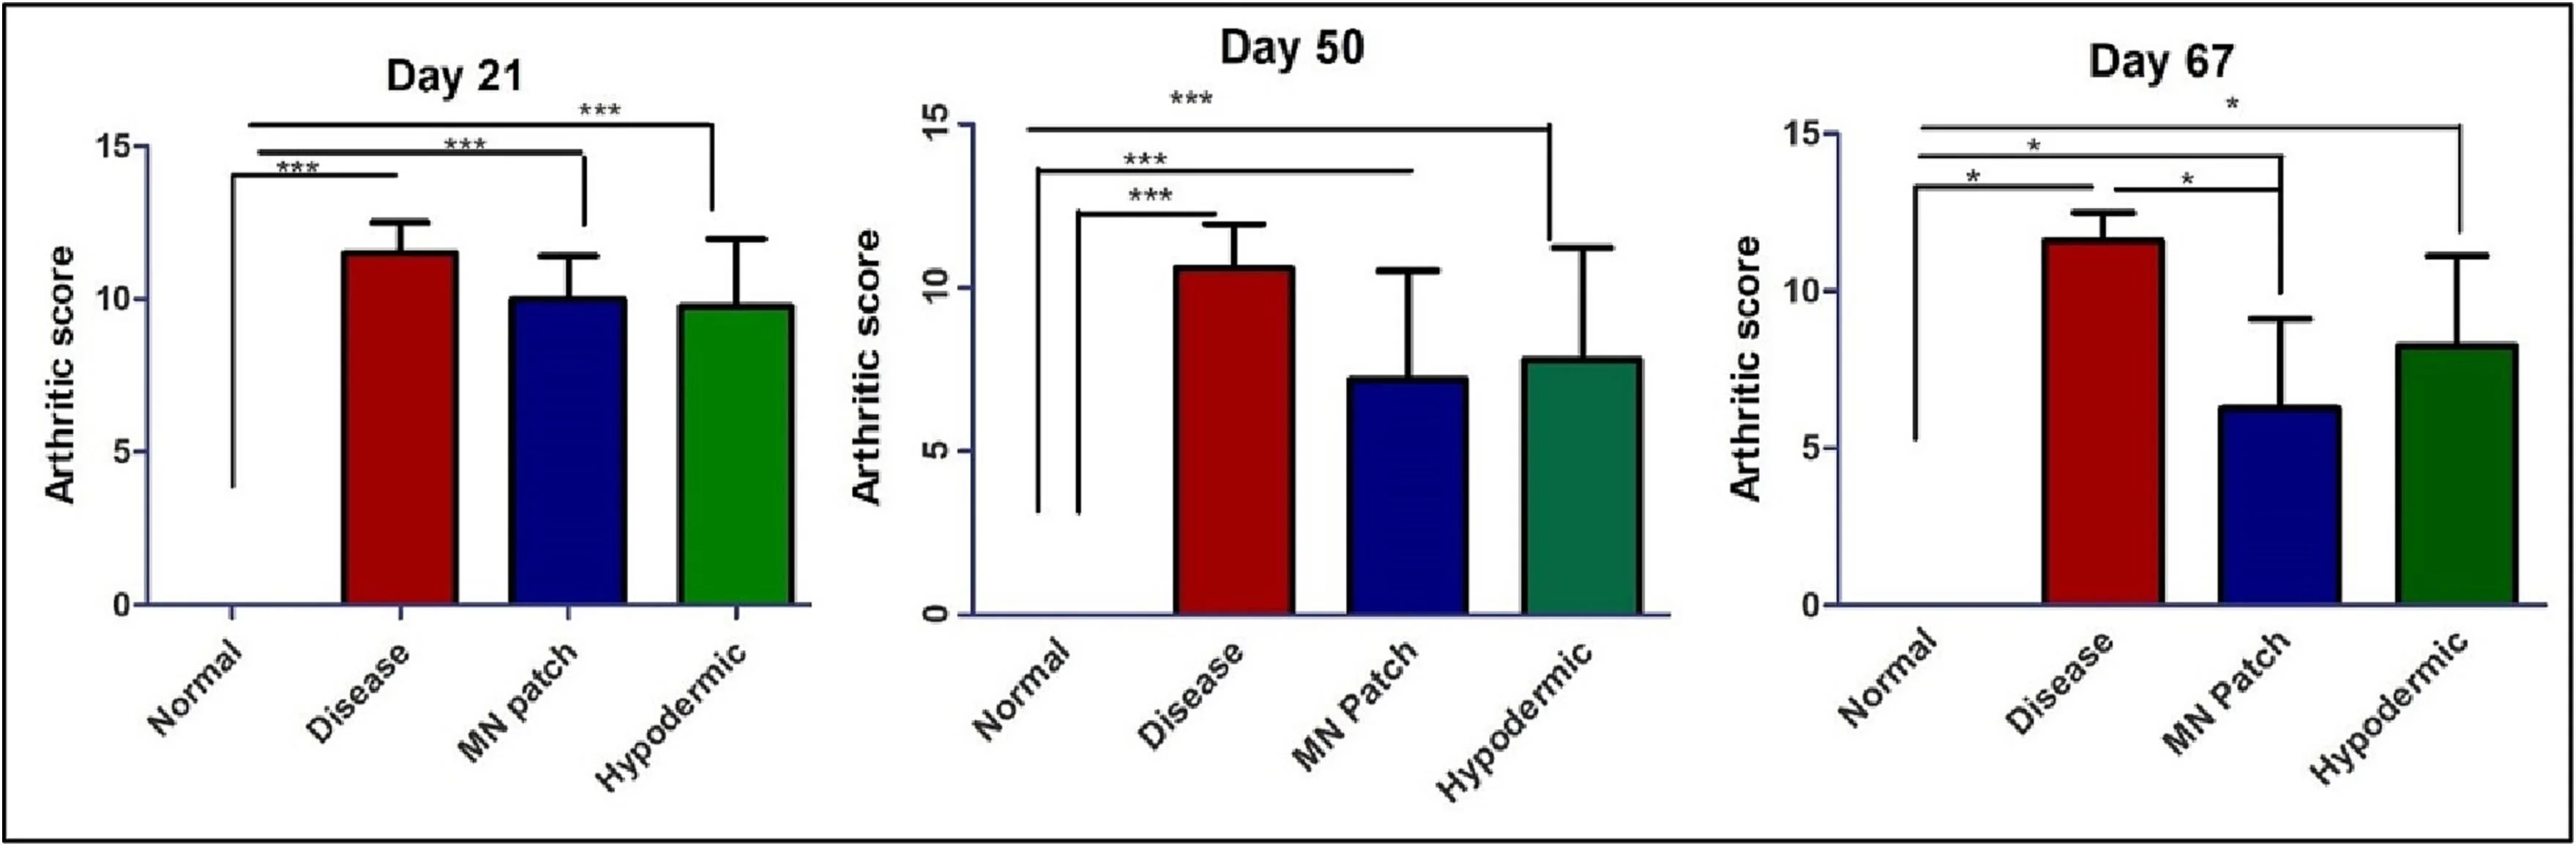 Day 21
***
***
***
15
10
5
0
Arthritic score
Normal
Disease
MN patch
Hypodermic
Day 50
***
***
***
15
10
5
0
Arthritic score
Normal
Disease
MN Patch
Hypodermic
Day 67
*
*
*
*
15
10
5
0
Arthritic score
Normal
Disease
MN Patch
Hypodermic